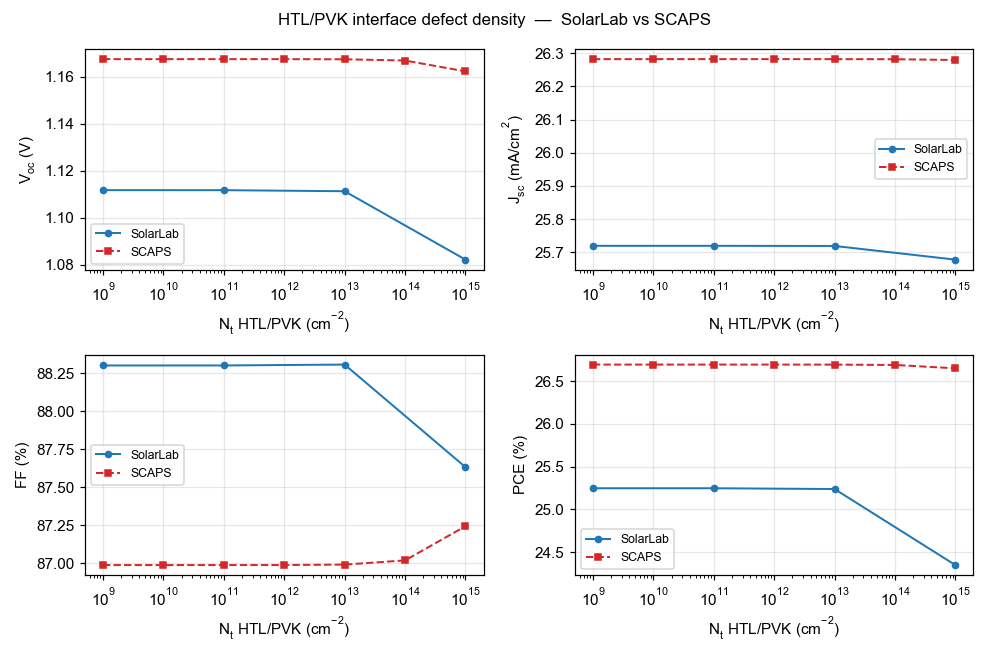 HTL/PVK interface defect density — SolarLab vs SCAPS
V_oc (V)
1.16
1.14
1.12
1.10
1.08
SolarLab
SCAPS
10^9 10^10 10^11 10^12 10^13 10^14 10^15
N_t HTL/PVK (cm^−2)
J_sc (mA/cm^2)
26.3
26.2
26.1
26.0
25.9
25.8
25.7
SolarLab
SCAPS
10^9 10^10 10^11 10^12 10^13 10^14 10^15
N_t HTL/PVK (cm^−2)
FF (%)
88.25
88.00
87.75
87.50
87.25
87.00
SolarLab
SCAPS
10^9 10^10 10^11 10^12 10^13 10^14 10^15
N_t HTL/PVK (cm^−2)
PCE (%)
26.5
26.0
25.5
25.0
24.5
SolarLab
SCAPS
10^9 10^10 10^11 10^12 10^13 10^14 10^15
N_t HTL/PVK (cm^−2)